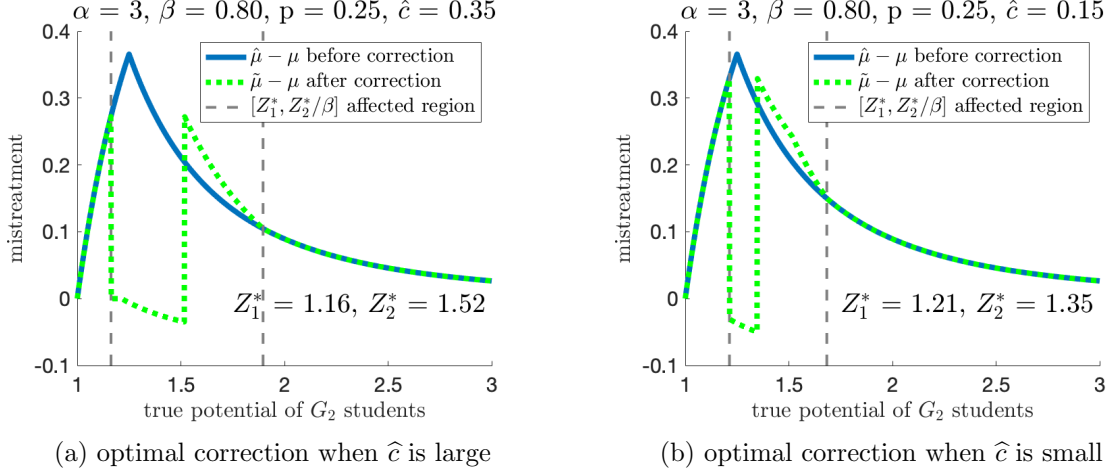 α = 3, β = 0.80, p = 0.25, ĉ = 0.35
0.4
0.3
0.2
0.1
0
-0.1
mistreatment
μ̂ − μ before correction
μ̃ − μ after correction
[Z₁*, Z₂*/β] affected region
Z₁* = 1.16, Z₂* = 1.52
1
1.5
2
2.5
3
true potential of G₂ students
(a) optimal correction when ĉ is large
α = 3, β = 0.80, p = 0.25, ĉ = 0.15
0.4
0.3
0.2
0.1
0
-0.1
mistreatment
μ̂ − μ before correction
μ̃ − μ after correction
[Z₁*, Z₂*/β] affected region
Z₁* = 1.21, Z₂* = 1.35
1
1.5
2
2.5
3
true potential of G₂ students
(b) optimal correction when ĉ is small